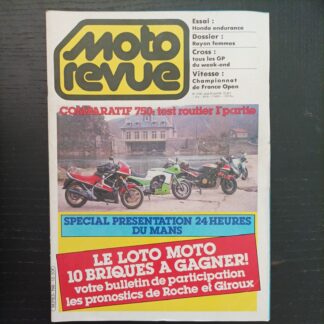 Moto
revue
Essai :
Honda endurance
Dossier :
Rayon femmes
Cross :
tous les GP
du week-end
Vitesse :
Championnat
de France Open
COMPARATIF 750: test routier 1e partie
SPECIAL PRESENTATION 24 HEURES
DU MANS
LE LOTO MOTO
10 BRIQUES A GAGNER!
votre bulletin de participation
les pronostics de Roche et Giroux